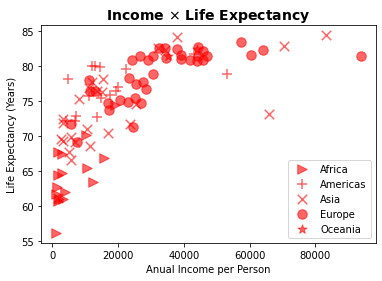 Income × Life Expectancy
Life Expectancy (Years)
85
80
75
70
65
60
55
0
20000
40000
60000
80000
Anual Income per Person
Africa
Americas
Asia
Europe
Oceania